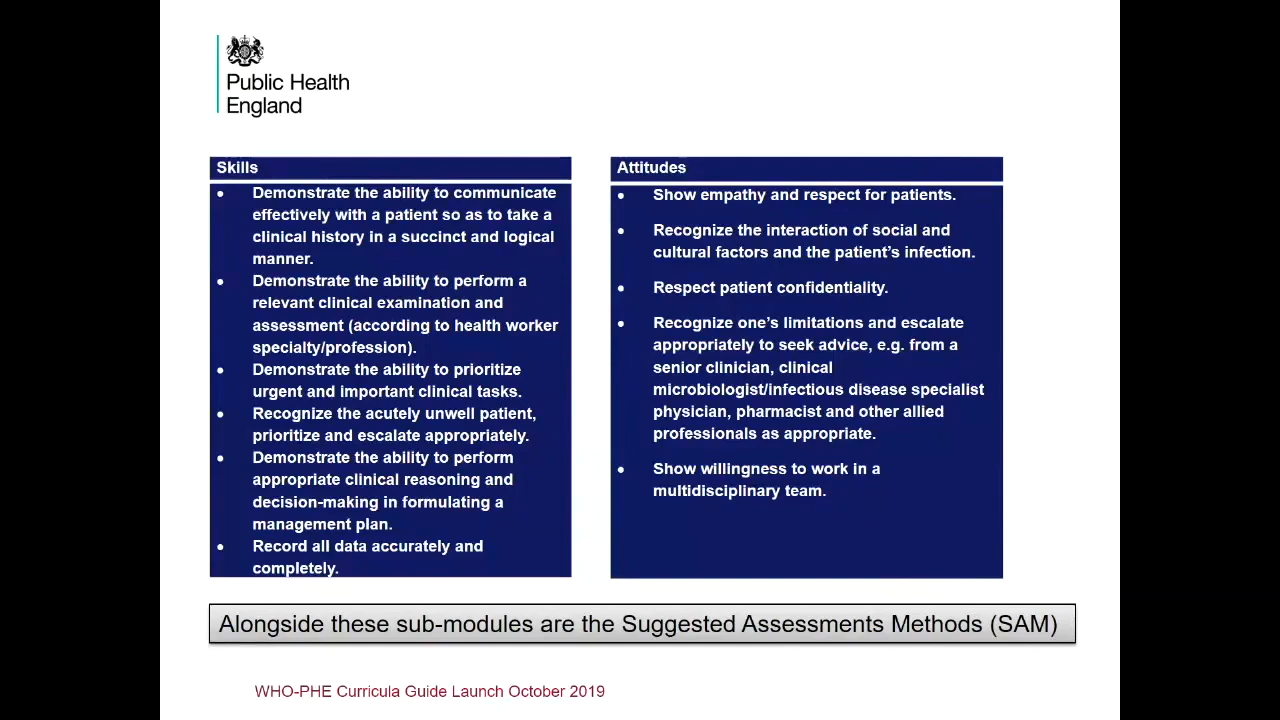 Public Health
England
Skills
• Demonstrate the ability to communicate
effectively with a patient so as to take a
clinical history in a succinct and logical
manner.
• Demonstrate the ability to perform a
relevant clinical examination and
assessment (according to health worker
specialty/profession).
• Demonstrate the ability to prioritize
urgent and important clinical tasks.
• Recognize the acutely unwell patient,
prioritize and escalate appropriately.
• Demonstrate the ability to perform
appropriate clinical reasoning and
decision-making in formulating a
management plan.
• Record all data accurately and
completely.
Attitudes
• Show empathy and respect for patients.
• Recognize the interaction of social and
cultural factors and the patient’s infection.
• Respect patient confidentiality.
• Recognize one’s limitations and escalate
appropriately to seek advice, e.g. from a
senior clinician, clinical
microbiologist/infectious disease specialist
physician, pharmacist and other allied
professionals as appropriate.
• Show willingness to work in a
multidisciplinary team.
Alongside these sub-modules are the Suggested Assessments Methods (SAM)
WHO-PHE Curricula Guide Launch October 2019